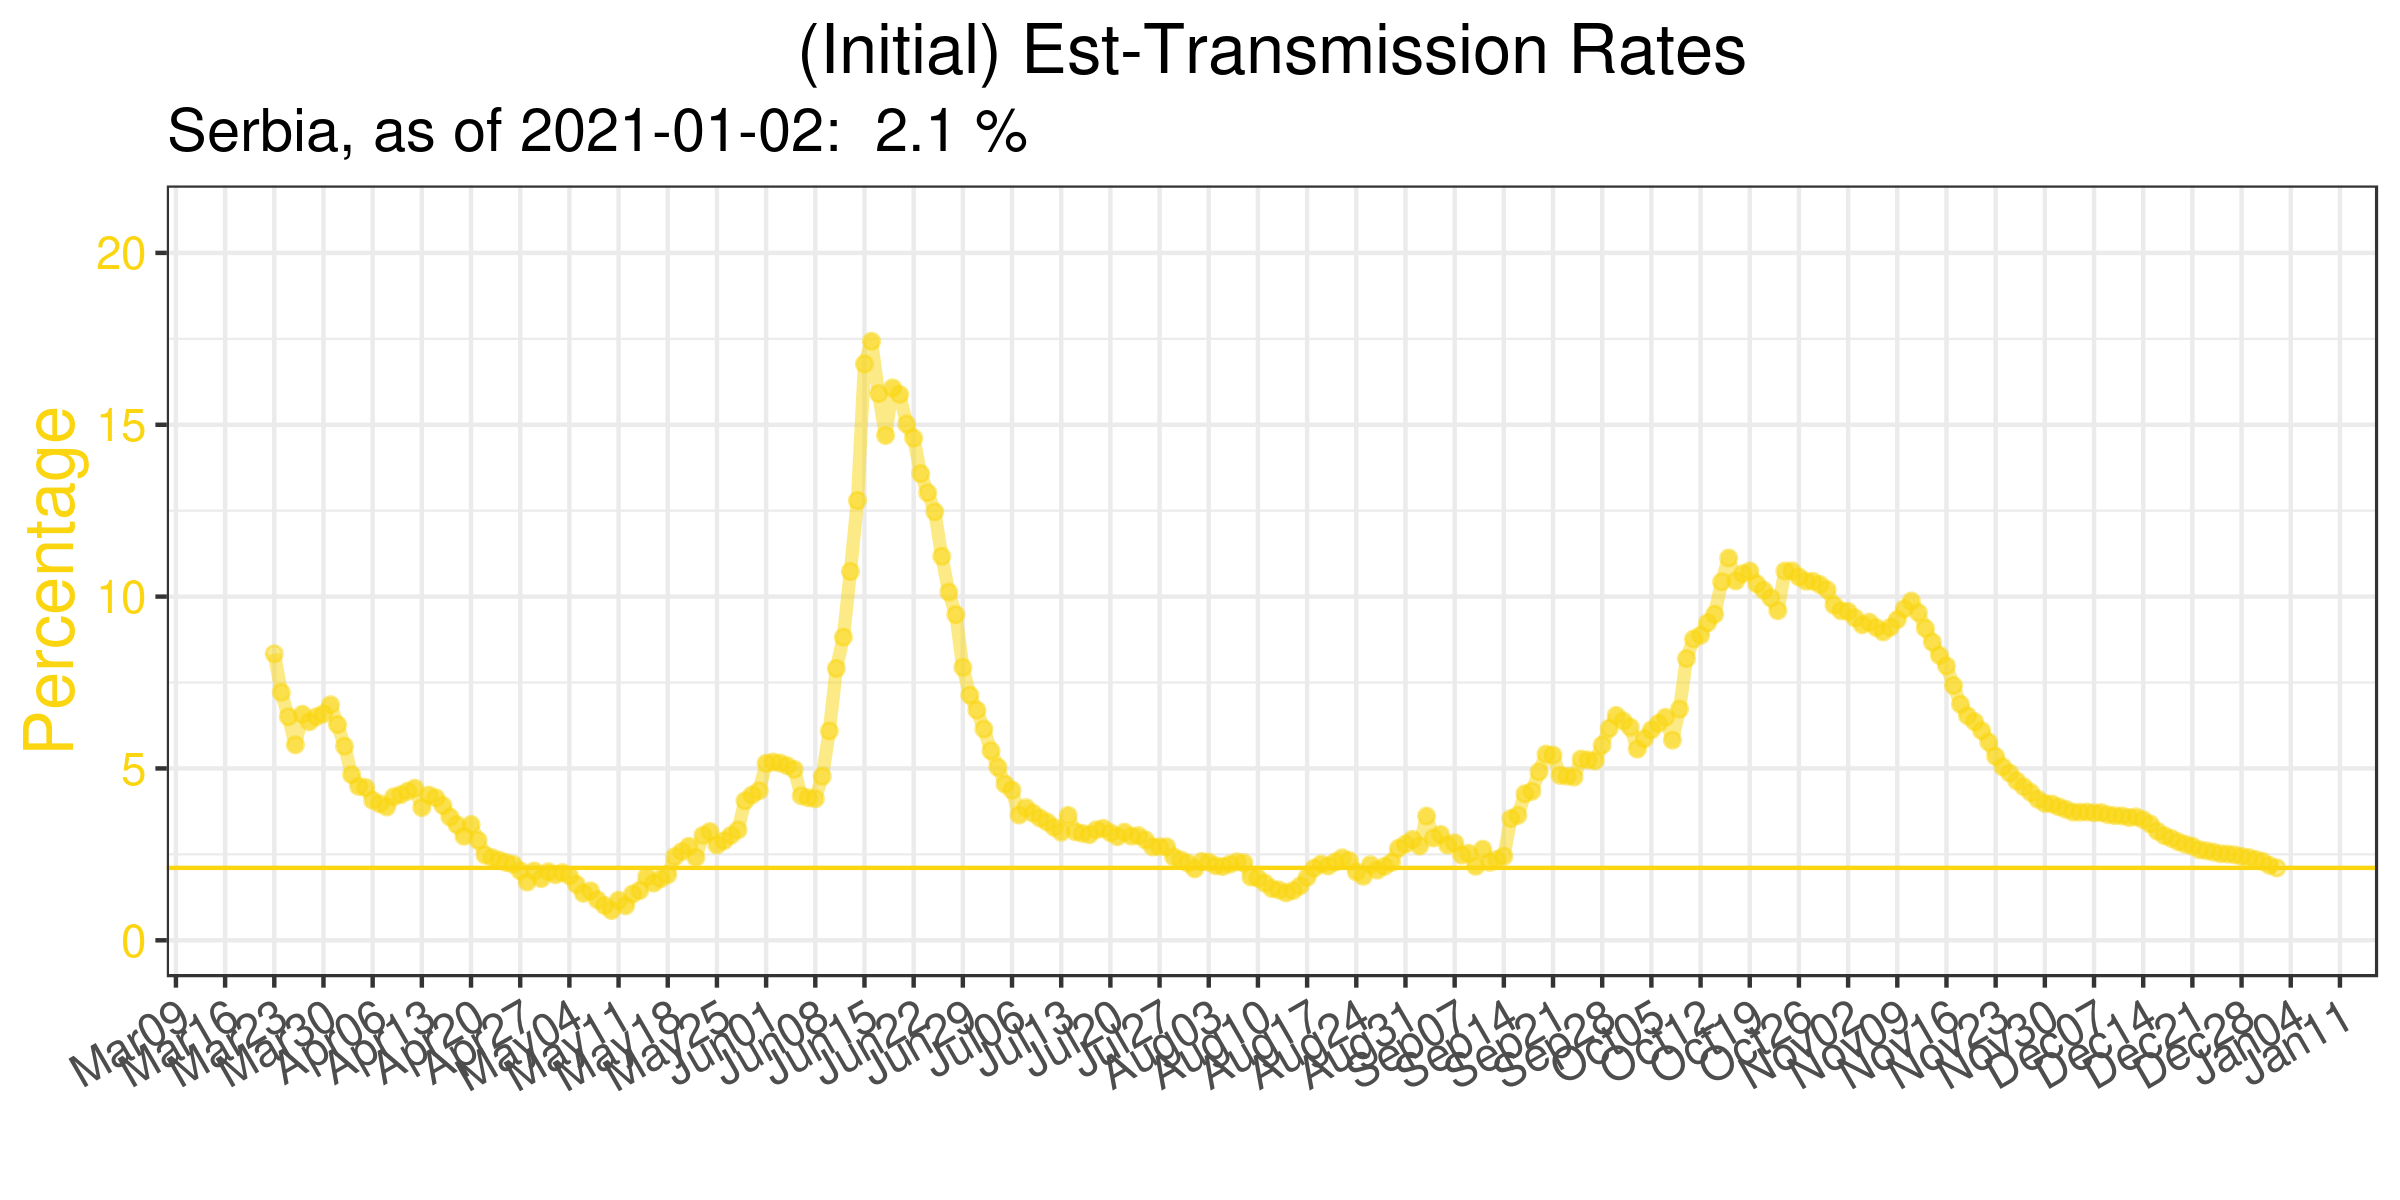 (Initial) Est-Transmission Rates
Serbia, as of 2021-01-02:  2.1 %
Percentage
20
15
10
5
0
Mar09
Mar16
Mar23
Mar30
Apr06
Apr13
Apr20
Apr27
May04
May11
May18
May25
Jun01
Jun08
Jun15
Jun22
Jun29
Jul06
Jul13
Jul20
Jul27
Aug03
Aug10
Aug17
Aug24
Aug31
Sep07
Sep14
Sep21
Sep28
Oct05
Oct12
Oct19
Oct26
Nov02
Nov09
Nov16
Nov23
Nov30
Dec07
Dec14
Dec21
Dec28
Jan04
Jan11